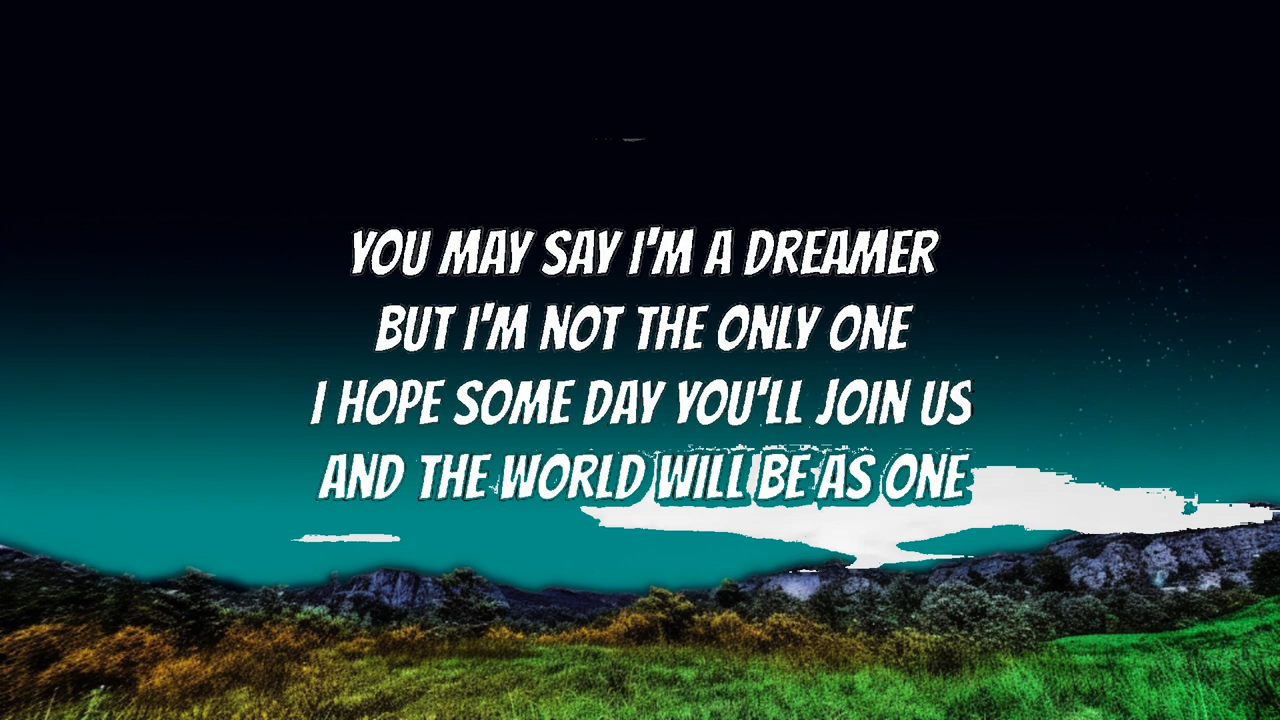 YOU MAY SAY I'M A DREAMER
BUT I'M NOT THE ONLY ONE
I HOPE SOME DAY YOU'LL JOIN US
AND THE WORLD WILL BE AS ONE